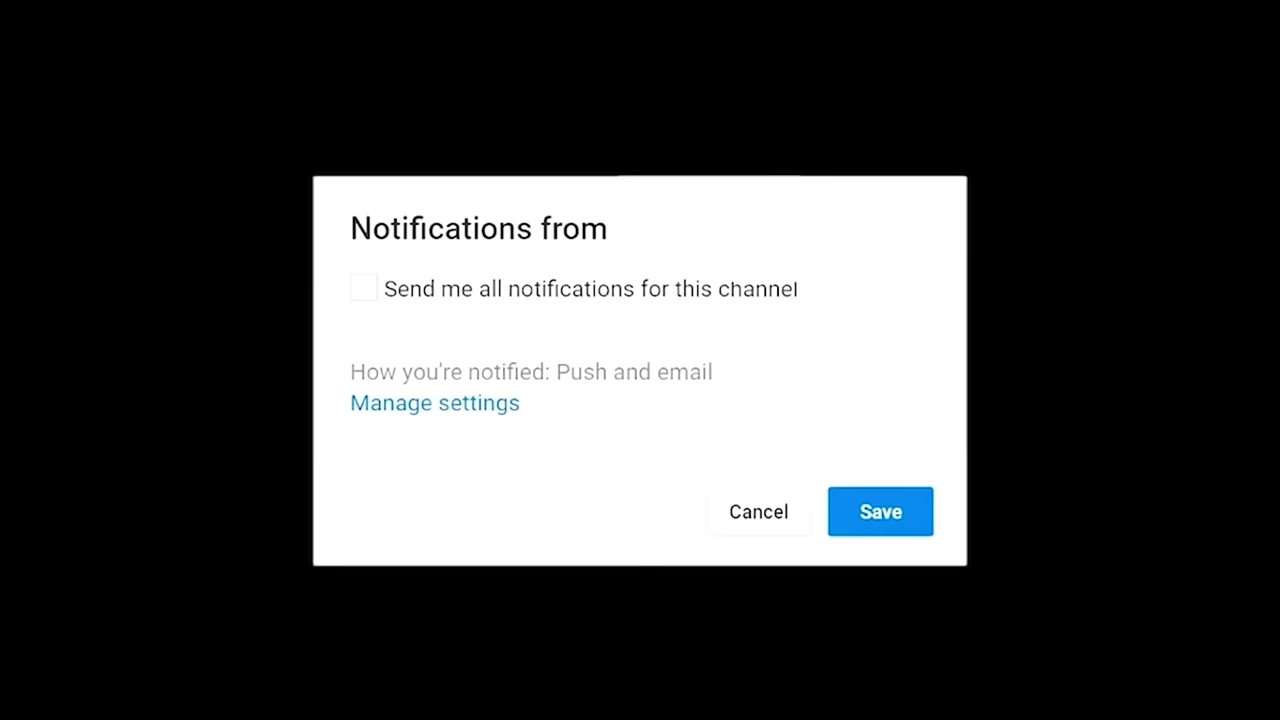 Notifications from
Send me all notifications for this channel
How you're notified: Push and email
Manage settings
Cancel
Save